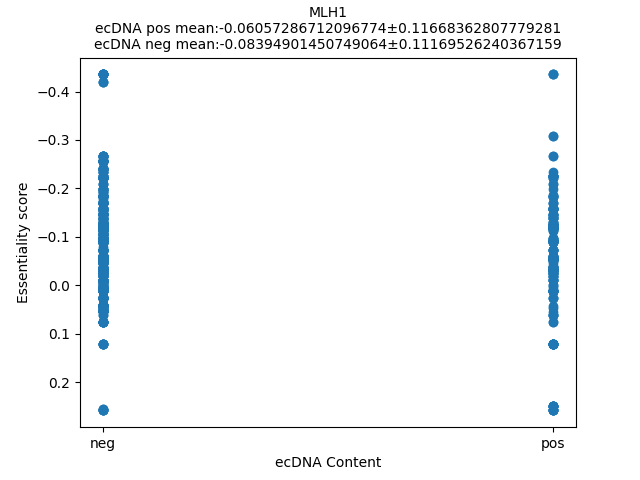 MLH1
ecDNA pos mean:-0.06057286712096774±0.11668362807779281
ecDNA neg mean:-0.08394901450749064±0.11169526240367159
−0.4
−0.3
−0.2
−0.1
0.0
0.1
0.2
Essentiality score
neg
pos
ecDNA Content